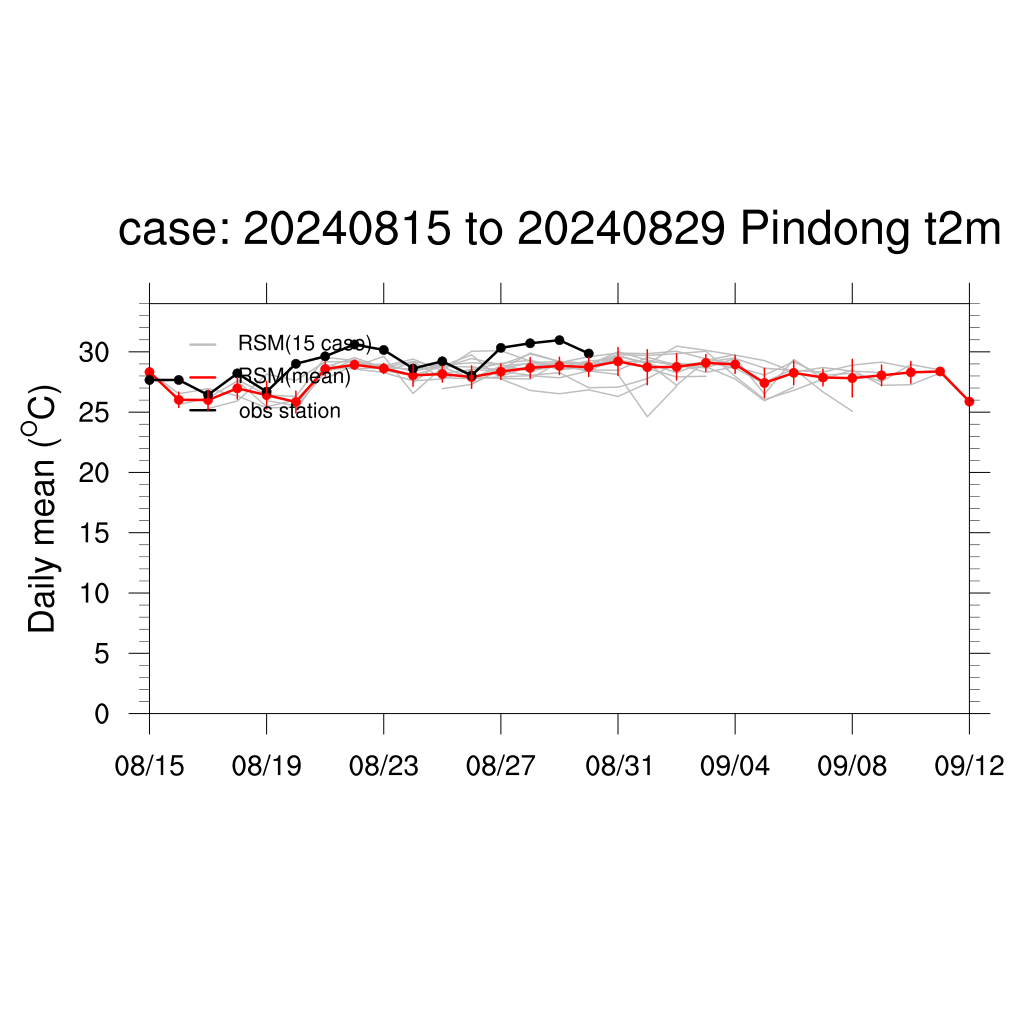 case: 20240815 to 20240829 Pindong t2m
RSM(15 case)
RSM(mean)
obs station
Daily mean (°C)
30
25
20
15
10
5
0
08/15 08/19 08/23 08/27 08/31 09/04 09/08 09/12